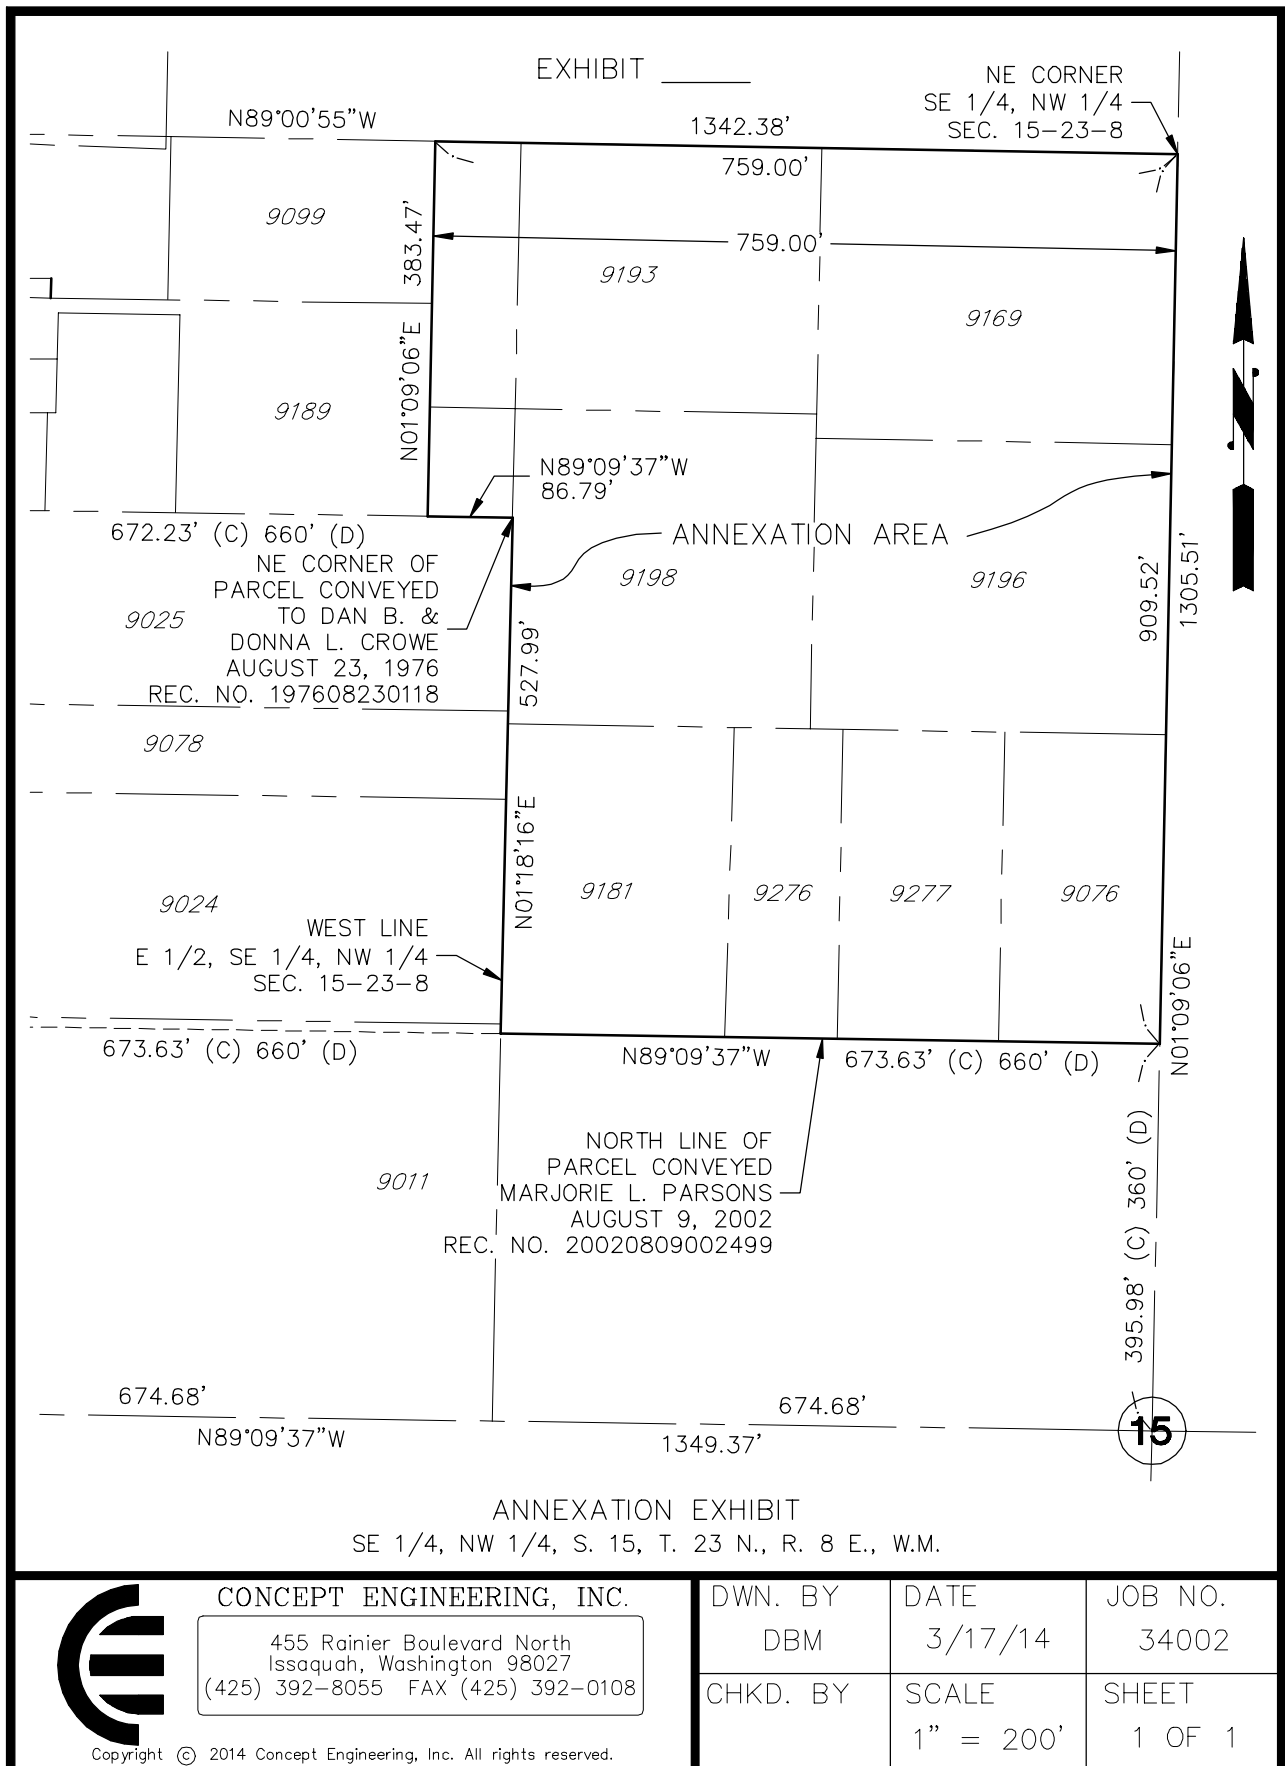 EXHIBIT
NE CORNER
SE 1/4, NW 1/4
SEC. 15-23-8
N89°00'55"W
1342.38'
759.00'
759.00'
383.47'
N01°09'06"E
9099
9193
9169
9189
N89°09'37"W
86.79'
672.23' (C) 660' (D)
NE CORNER OF
PARCEL CONVEYED
TO DAN B. &
DONNA L. CROWE
AUGUST 23, 1976
REC. NO. 197608230118
ANNEXATION AREA
9025
9198
9196
527.99'
909.52'
1305.51'
9078
N01°18'16"E
9024
9181
9276
9277
9076
WEST LINE
E 1/2, SE 1/4, NW 1/4
SEC. 15-23-8
N01°09'06"E
673.63' (C) 660' (D)
N89°09'37"W
673.63' (C) 660' (D)
NORTH LINE OF
PARCEL CONVEYED
MARJORIE L. PARSONS
AUGUST 9, 2002
REC. NO. 20020809002499
9011
395.98' (C) 360' (D)
674.68'
674.68'
N89°09'37"W
1349.37'
15
N
ANNEXATION EXHIBIT
SE 1/4, NW 1/4, S. 15, T. 23 N., R. 8 E., W.M.
CONCEPT ENGINEERING, INC.
455 Rainier Boulevard North
Issaquah, Washington 98027
(425) 392-8055 FAX (425) 392-0108
Copyright © 2014 Concept Engineering, Inc. All rights reserved.
DWN. BY
DBM
DATE
3/17/14
JOB NO.
34002
CHKD. BY
SCALE
1" = 200'
SHEET
1 OF 1